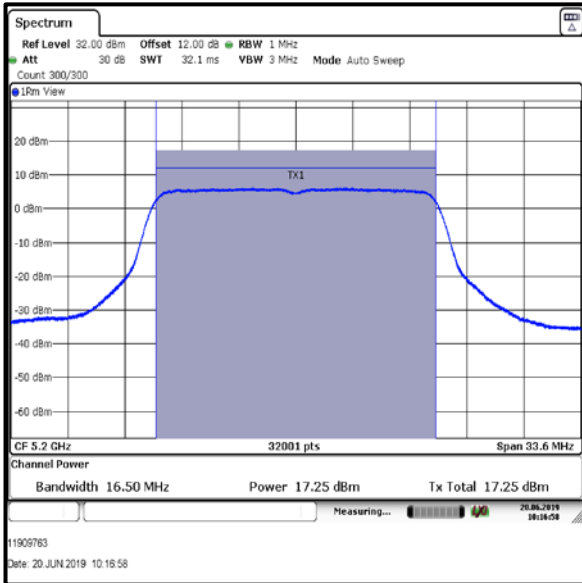 Spectrum
Ref Level 32.00 dBm Offset 12.00 dB RBW 1 MHz
Att 30 dB SWT 32.1 ms VBW 3 MHz Mode Auto Sweep
Count 300/300
1Rm View
20 dBm
TX1
10 dBm
0 dBm
-10 dBm
-20 dBm
-30 dBm
-40 dBm
-50 dBm
-60 dBm
CF 5.2 GHz 32001 pts Span 33.6 MHz
Channel Power
Bandwidth 16.50 MHz Power 17.25 dBm Tx Total 17.25 dBm
Measuring... 20.06.2019
10:16:58
11909763
Date: 20.JUN.2019 10:16:58